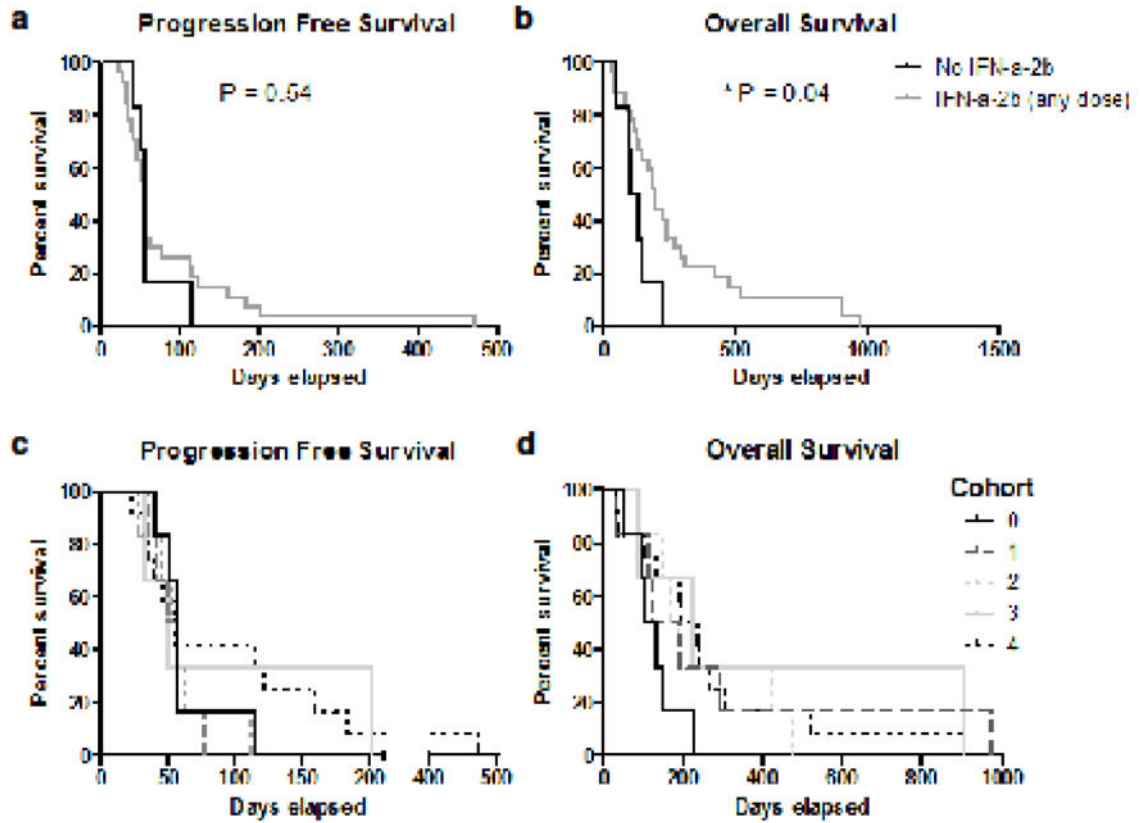 a Progression Free Survival
P = 0.54
Percent survival
100
80
60
40
20
0
0 100 200 300 400 500
Days elapsed
b Overall Survival
* P = 0.04
No IFN-a-2b
IFN-a-2b (any dose)
Percent survival
100
80
60
40
20
0
0 500 1000 1500
Days elapsed
c Progression Free Survival
Percent survival
100
80
60
40
20
0
0 50 100 150 200 400 500
Days elapsed
d Overall Survival
Cohort
0
1
2
3
4
Percent survival
100
80
60
40
20
0
0 200 400 600 800 1000
Days elapsed